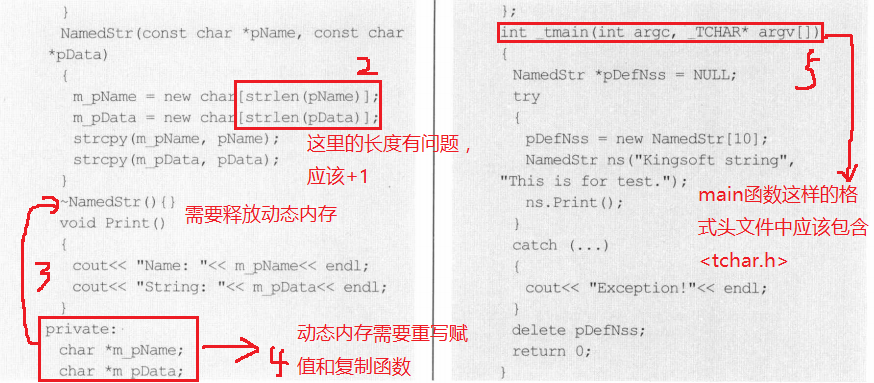 }
NamedStr(const char *pName, const char
*pData)
{
m_pName = new char[strlen(pName)];
m_pData = new char[strlen(pData)];
strcpy(m_pName, pName);
strcpy(m_pData, pData);
}
~NamedStr(){}
void Print()
{
cout<< "Name: "<< m_pName<< endl;
cout<< "String: "<< m_pData<< endl;
}
private:
char *m_pName;
char *m_pData;
2
这里的长度有问题，
应该+1
需要释放动态内存
3
4
动态内存需要重写赋
值和复制函数
};
int _tmain(int argc, _TCHAR* argv[])
{
NamedStr *pDefNss = NULL;
try
{
pDefNss = new NamedStr[10];
NamedStr ns("Kingsoft string",
"This is for test.");
ns.Print();
}
catch (...)
{
cout<< "Exception!"<< endl;
}
delete pDefNss;
return 0;
}
5
main函数这样的格
式头文件中应该包含
<tchar.h>